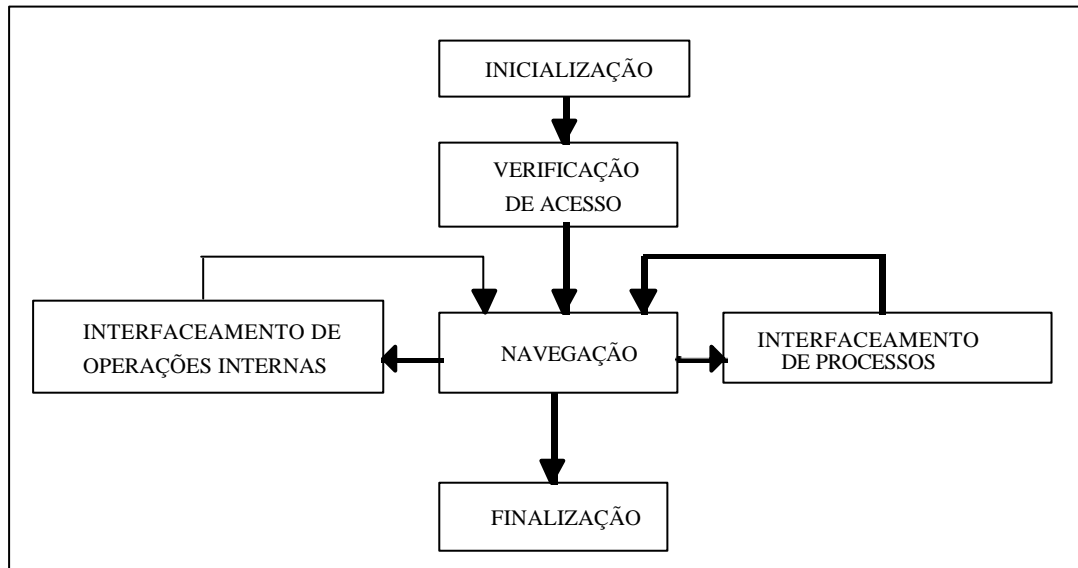 INICIALIZAÇÃO
VERIFICAÇÃO
DE ACESSO
INTERFACEAMENTO DE
OPERAÇÕES INTERNAS
NAVEGAÇÃO
INTERFACEAMENTO
DE PROCESSOS
FINALIZAÇÃO